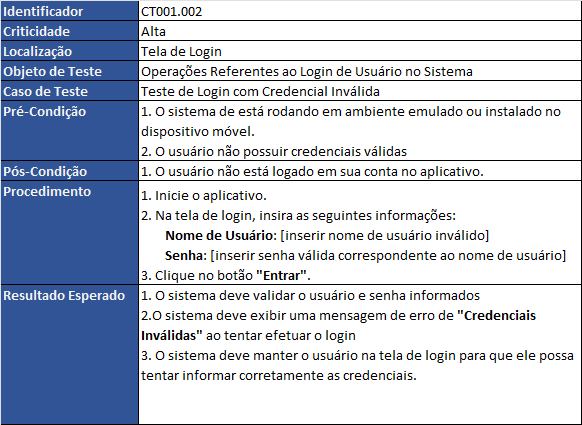 Identificador CT001.002
Criticidade Alta
Localização Tela de Login
Objeto de Teste Operações Referentes ao Login de Usuário no Sistema
Caso de Teste Teste de Login com Credencial Inválida
Pré-Condição 1. O sistema de está rodando em ambiente emulado ou instalado no
dispositivo móvel.
2. O usuário não possuir credenciais válidas
Pós-Condição 1. O usuário não está logado em sua conta no aplicativo.
Procedimento 1. Inicie o aplicativo.
2. Na tela de login, insira as seguintes informações:
Nome de Usuário: [inserir nome de usuário inválido]
Senha: [inserir senha válida correspondente ao nome de usuário]
3. Clique no botão "Entrar".
Resultado Esperado 1. O sistema deve validar o usuário e senha informados
2.O sistema deve exibir uma mensagem de erro de "Credenciais
Inválidas" ao tentar efetuar o login
3. O sistema deve manter o usuário na tela de login para que ele possa
tentar informar corretamente as credenciais.